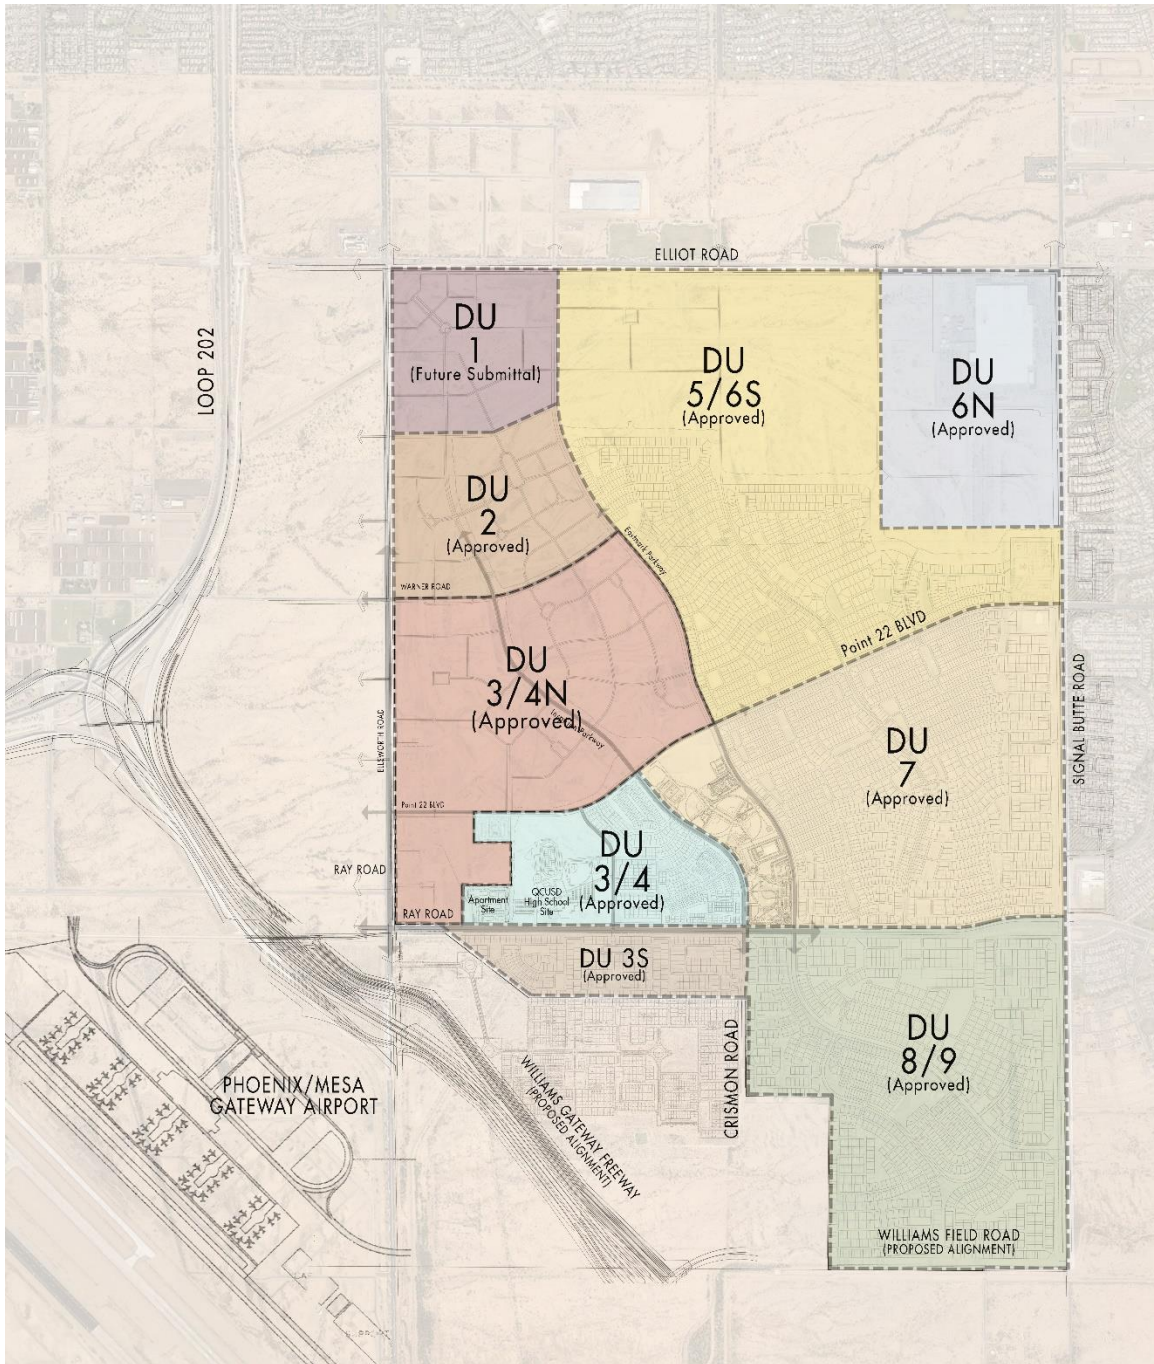 ELLIOT ROAD
LOOP 202
DU
1
(Future Submittal)
DU
5/6S
(Approved)
DU
6N
(Approved)
DU
2
(Approved)
Eastmark Parkway
WARNER ROAD
Point 22 BLVD
DU
3/4N
(Approved)
Parkway
ELLSWORTH ROAD
SIGNAL BUTTE ROAD
DU
7
(Approved)
Point 22 BLVD
DU
3/4
(Approved)
RAY ROAD
Apartment
Site
QCUSD
High School
Site
RAY ROAD
DU 3S
(Approved)
DU
8/9
(Approved)
CRISMON ROAD
PHOENIX/MESA
GATEWAY AIRPORT
WILLIAMS GATEWAY FREEWAY
(PROPOSED ALIGNMENT)
WILLIAMS FIELD ROAD
(PROPOSED ALIGNMENT)